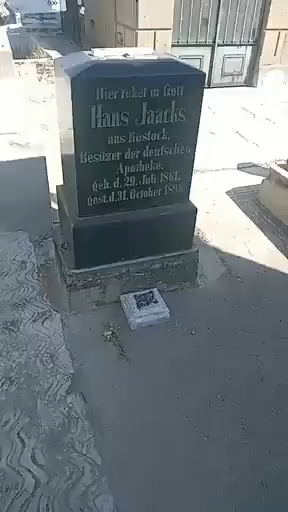 Hier ruhet in Gott
Hans Jaacks
aus Rostock,
Besitzer der deutschen
Apotheke.
geb. d. 29. Juli 1861,
gest. d. 31. October